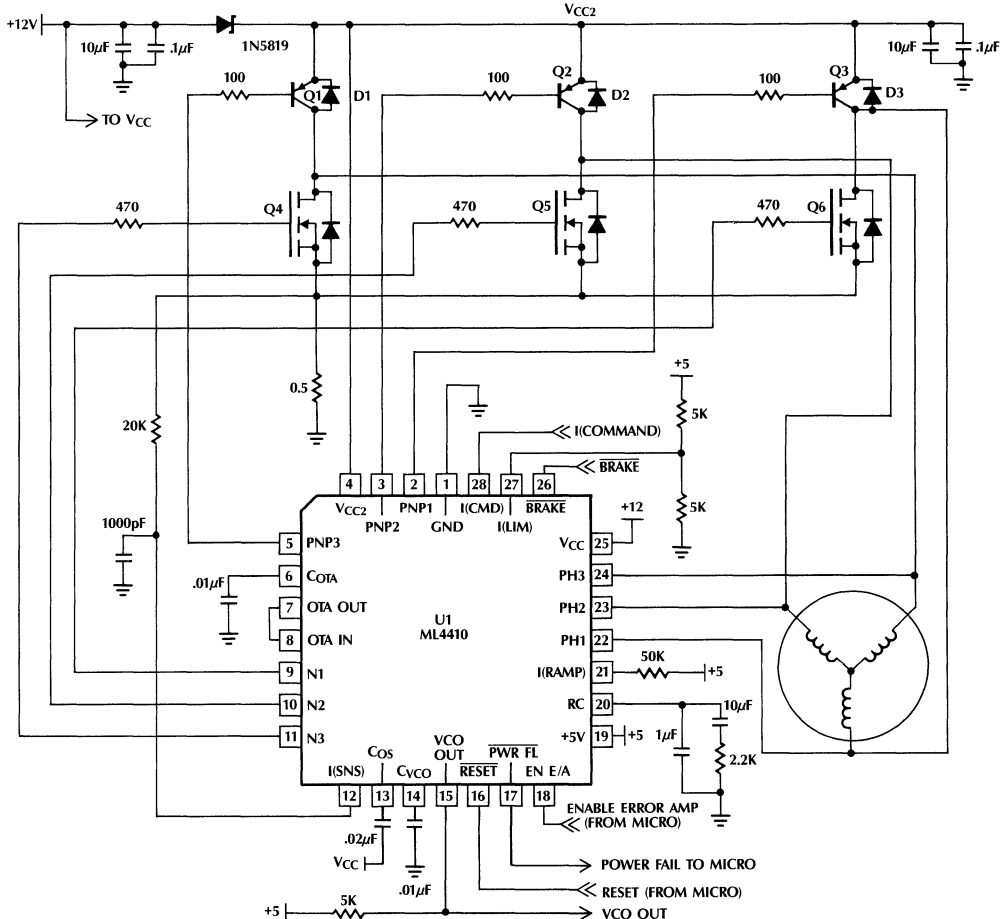 +12V
VCC2
10μF
.1μF
1N5819
10μF
.1μF
100
Q1
D1
100
Q2
D2
100
Q3
D3
TO VCC
470
Q4
470
Q5
470
Q6
0.5
20K
+5
5K
I(COMMAND)
BRAKE
5K
+12
1000pF
4
3
2
1
28
27
26
VCC2
PNP2
PNP1
GND
I(CMD)
I(LIM)
BRAKE
5
PNP3
VCC
25
.01μF
6
COTA
PH3
24
7
OTA OUT
PH2
23
8
OTA IN
U1
ML4410
PH1
22
9
N1
I(RAMP)
21
50K
+5
10
N2
RC
20
10μF
1μF
2.2K
11
N3
+5V
19
+5
I(SNS)
COS
CVCO
VCO
OUT
RESET
PWR FL
EN E/A
12
13
14
15
16
17
18
ENABLE ERROR AMP
(FROM MICRO)
.02μF
VCC
.01μF
POWER FAIL TO MICRO
RESET (FROM MICRO)
+5
5K
VCO OUT